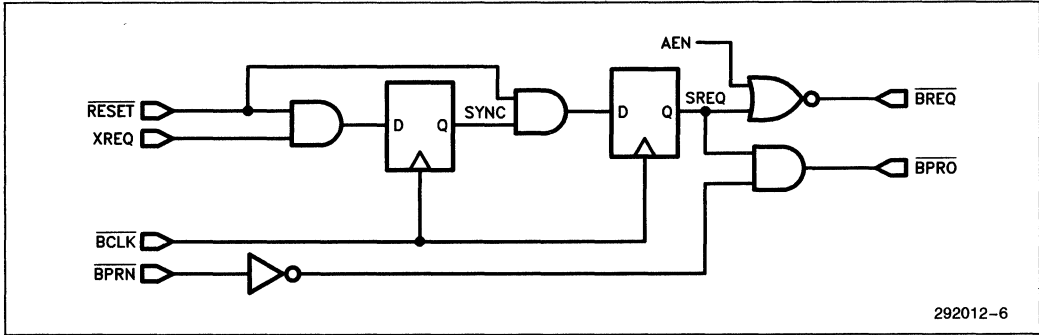 AEN
RESET
XREQ
D Q
SYNC
D Q
SREQ
BREQ
BPRO
BCLK
BPRN
292012-6